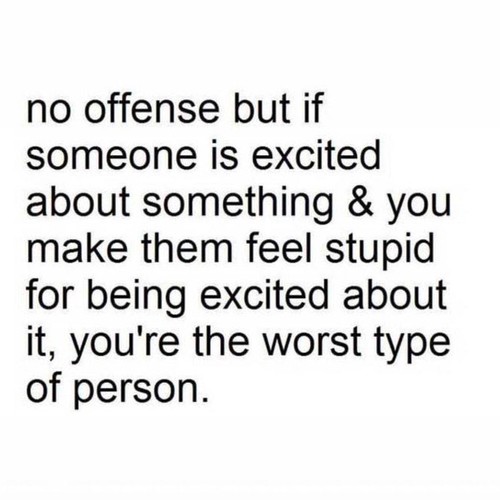 no offense but if
someone is excited
about something & you
make them feel stupid
for being excited about
it, you're the worst type
of person.